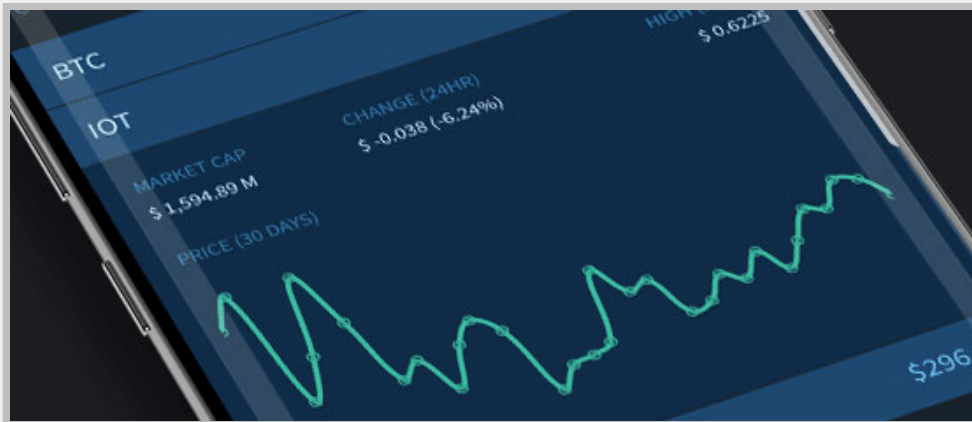 BTC
IOT
HIGH
$ 0.6225
CHANGE (24HR)
$ -0.038 (-6.24%)
MARKET CAP
$ 1,594.89 M
PRICE (30 DAYS)
$296